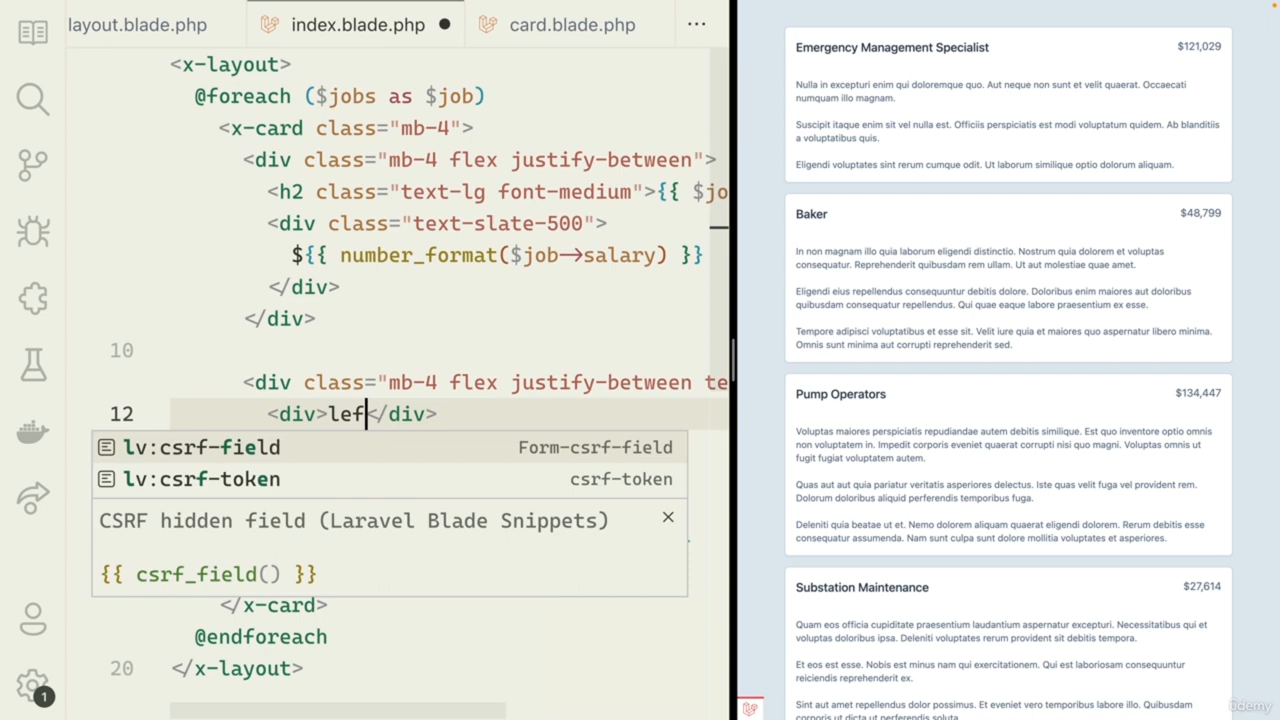 layout.blade.php
index.blade.php
card.blade.php
<x-layout>
@foreach ($jobs as $job)
<x-card class="mb-4">
<div class="mb-4 flex justify-between">
<h2 class="text-lg font-medium">{{ $jo
<div class="text-slate-500">
${{ number_format($job->salary) }}
</div>
</div>
10
<div class="mb-4 flex justify-between te
12 <div>lef</div>
lv:csrf-field Form-csrf-field
lv:csrf-token csrf-token
CSRF hidden field (Laravel Blade Snippets)
{{ csrf_field() }}
</x-card>
@endforeach
20 </x-layout>
1
Emergency Management Specialist $121,029
Nulla in excepturi enim qui doloremque quo. Aut neque non sunt et velit quaerat. Occaecati
numquam illo magnam.
Suscipit itaque enim sit vel nulla est. Officiis perspiciatis est modi voluptatum quidem. Ab blanditiis
a voluptatibus quis.
Eligendi voluptates sint rerum cumque odit. Ut laborum similique optio dolorum aliquam.
Baker $48,799
In non magnam illo quia laborum eligendi distinctio. Nostrum quia dolorem et voluptas
consequatur. Reprehenderit quibusdam rem ullam. Ut aut molestiae quae amet.
Eligendi eius repellendus consequuntur debitis dolore. Doloribus enim maiores aut doloribus
quibusdam consequatur repellendus. Qui quae eaque labore praesentium ex esse.
Tempore adipisci voluptatibus et esse sit. Velit iure quia et maiores quo aspernatur libero minima.
Omnis sunt minima aut corrupti reprehenderit sed.
Pump Operators $134,447
Voluptas maiores perspiciatis repudiandae autem debitis similique. Est quo inventore optio omnis
non voluptatem in. Impedit corporis eveniet quaerat corrupti nisi quo magni. Voluptas omnis ut
fugit fugiat voluptatem autem.
Quas aut aut quia pariatur veritatis asperiores delectus. Iste quas velit fuga vel provident rem.
Dolorum doloribus aliquid perferendis temporibus fuga.
Deleniti quia beatae ut et. Nemo dolorem aliquam quaerat eligendi dolorem. Rerum debitis esse
consequatur assumenda. Nam sunt culpa sunt dolore mollitia voluptates et asperiores.
Substation Maintenance $27,614
Quam eos officia cupiditate praesentium laudantium aspernatur excepturi. Necessitatibus qui et
voluptas doloribus ipsa. Deleniti voluptates rerum provident sit debitis tempora.
Et eos est esse. Nobis est minus nam qui exercitationem. Qui est laboriosam consequuntur
reiciendis reprehenderit ex.
Sint aut amet repellendus dolor possimus. Et eveniet vero temporibus labore illo. Quibusdam
corporis ut dicta ut perferendis soluta.
ûdemy